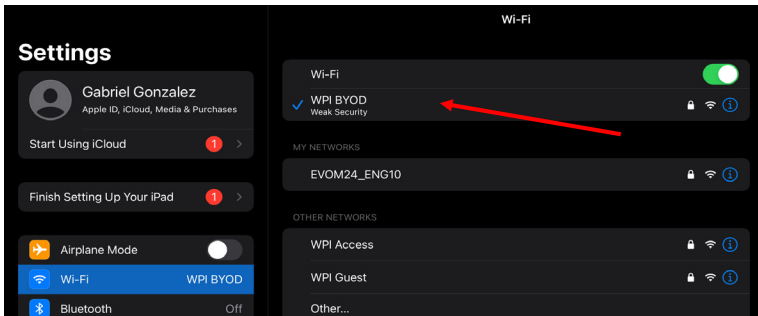 Wi-Fi
Settings
Gabriel Gonzalez
Apple ID, iCloud, Media & Purchases
Start Using iCloud 1
Finish Setting Up Your iPad 1
Airplane Mode
Wi-Fi WPI BYOD
Bluetooth Off
Wi-Fi
WPI BYOD
Weak Security
MY NETWORKS
EVOM24_ENG10
OTHER NETWORKS
WPI Access
WPI Guest
Other...